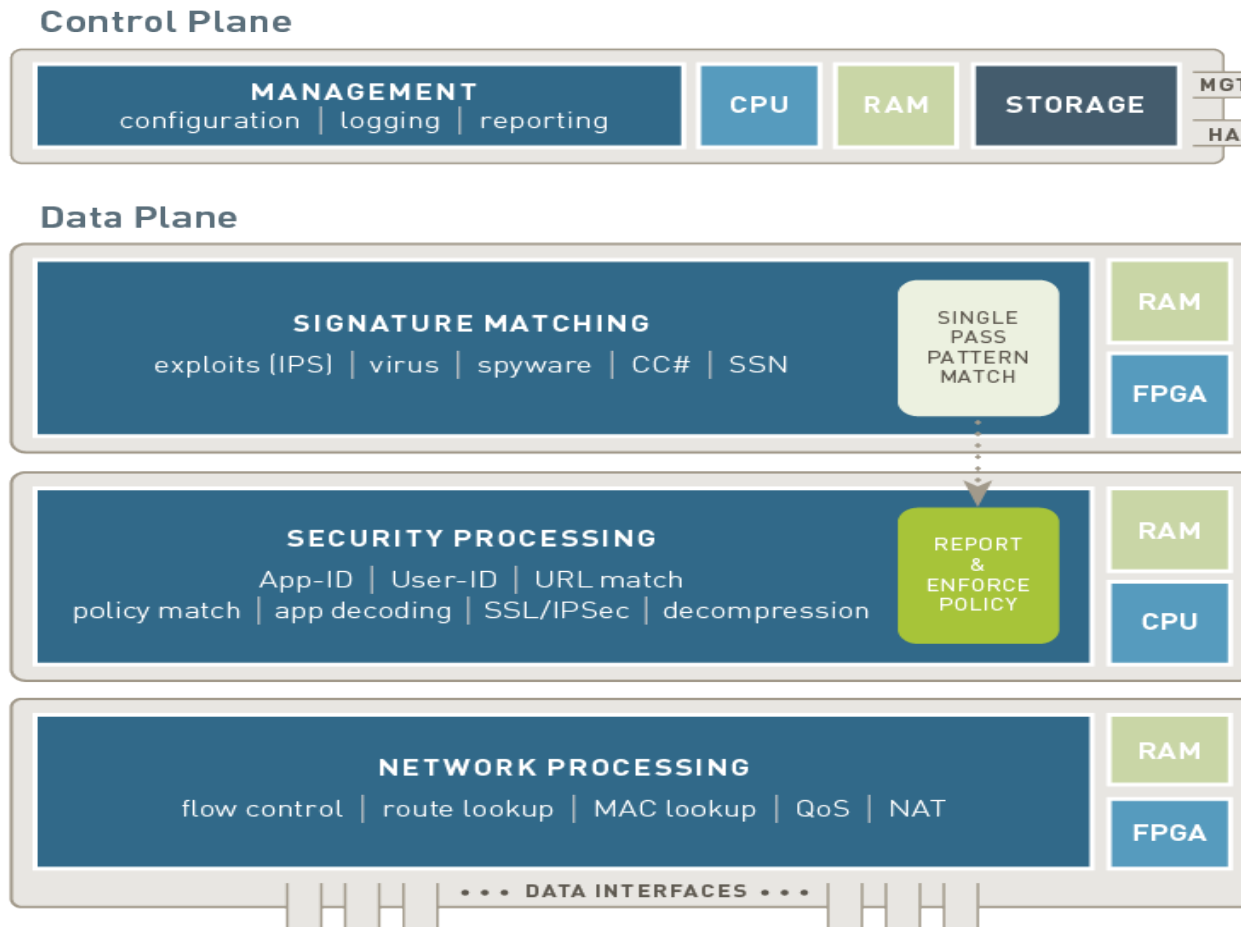 Control Plane
MANAGEMENT
configuration | logging | reporting
CPU
RAM
STORAGE
MGT
HA
Data Plane
SIGNATURE MATCHING
exploits (IPS) | virus | spyware | CC# | SSN
SINGLE
PASS
PATTERN
MATCH
RAM
FPGA
SECURITY PROCESSING
App-ID | User-ID | URL match
policy match | app decoding | SSL/IPSec | decompression
REPORT
&
ENFORCE
POLICY
RAM
CPU
NETWORK PROCESSING
flow control | route lookup | MAC lookup | QoS | NAT
RAM
FPGA
• • • DATA INTERFACES • • •